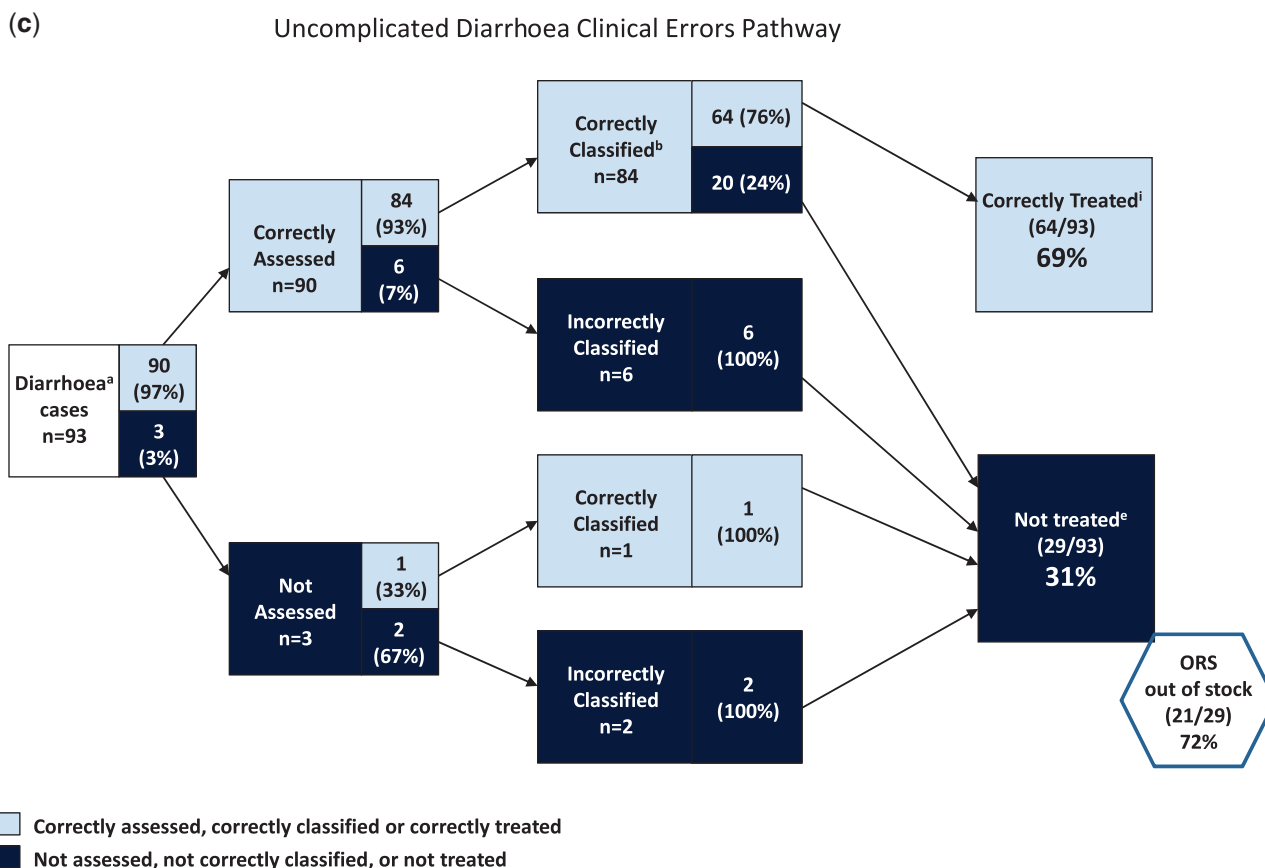 (c)
Uncomplicated Diarrhoea Clinical Errors Pathway
Diarrhoeaᵃ
cases
n=93
90
(97%)
3
(3%)
Correctly
Assessed
n=90
84
(93%)
6
(7%)
Not
Assessed
n=3
1
(33%)
2
(67%)
Correctly
Classifiedᵇ
n=84
64 (76%)
20 (24%)
Incorrectly
Classified
n=6
6
(100%)
Correctly
Classified
n=1
1
(100%)
Incorrectly
Classified
n=2
2
(100%)
Correctly Treatedⁱ
(64/93)
69%
Not treatedᵉ
(29/93)
31%
ORS
out of stock
(21/29)
72%
Correctly assessed, correctly classified or correctly treated
Not assessed, not correctly classified, or not treated